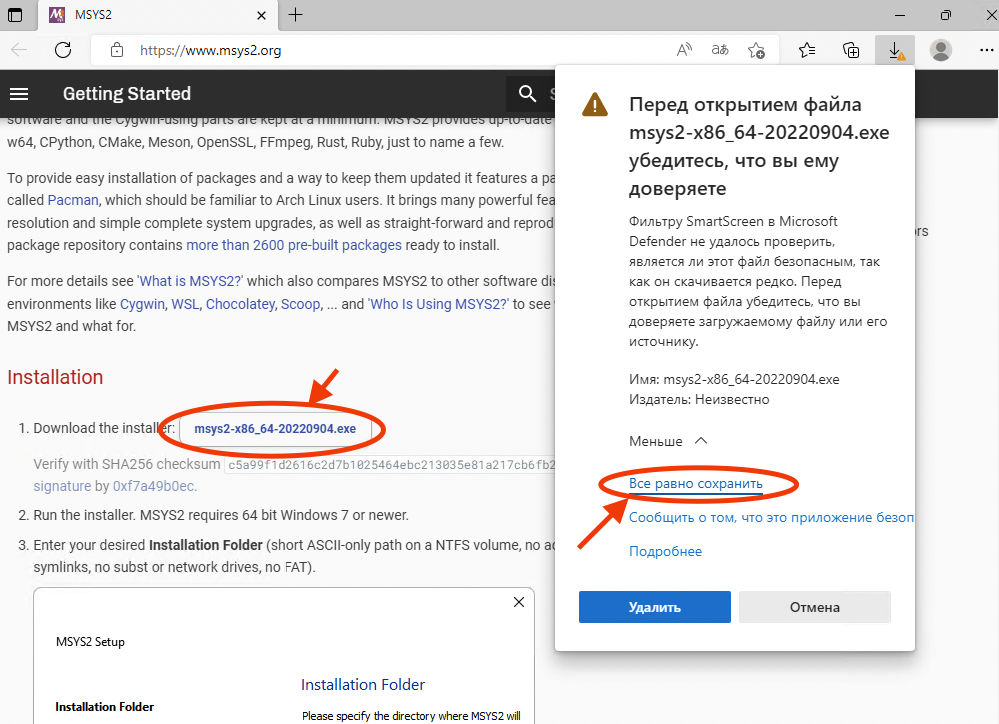 MSYS2
https://www.msys2.org
Getting Started
software and the Cygwin-using parts are kept at a minimum. MSYS2 provides up-to-date
w64, CPython, CMake, Meson, OpenSSL, FFmpeg, Rust, Ruby, just to name a few.
To provide easy installation of packages and a way to keep them updated it features a pa
called Pacman, which should be familiar to Arch Linux users. It brings many powerful fea
resolution and simple complete system upgrades, as well as straight-forward and reprod
package repository contains more than 2600 pre-built packages ready to install.
For more details see 'What is MSYS2?' which also compares MSYS2 to other software dis
environments like Cygwin, WSL, Chocolatey, Scoop, ... and 'Who Is Using MSYS2?' to see
MSYS2 and what for.
Installation
1. Download the installer: msys2-x86_64-20220904.exe
Verify with SHA256 checksum c5a99f1d2616c2d7b1025464ebc213035e81a217cb6fb2
signature by 0xf7a49b0ec.
2. Run the installer. MSYS2 requires 64 bit Windows 7 or newer.
3. Enter your desired Installation Folder (short ASCII-only path on a NTFS volume, no ac
symlinks, no subst or network drives, no FAT).
MSYS2 Setup
Installation Folder
Installation Folder
Please specify the directory where MSYS2 will
Перед открытием файла
msys2-x86_64-20220904.exe
убедитесь, что вы ему
доверяете
Фильтру SmartScreen в Microsoft
Defender не удалось проверить,
является ли этот файл безопасным, так
как он скачивается редко. Перед
открытием файла убедитесь, что вы
доверяете загружаемому файлу или его
источнику.
Имя: msys2-x86_64-20220904.exe
Издатель: Неизвестно
Меньше
Все равно сохранить
Сообщить о том, что это приложение безоп
Подробнее
Удалить
Отмена
ors